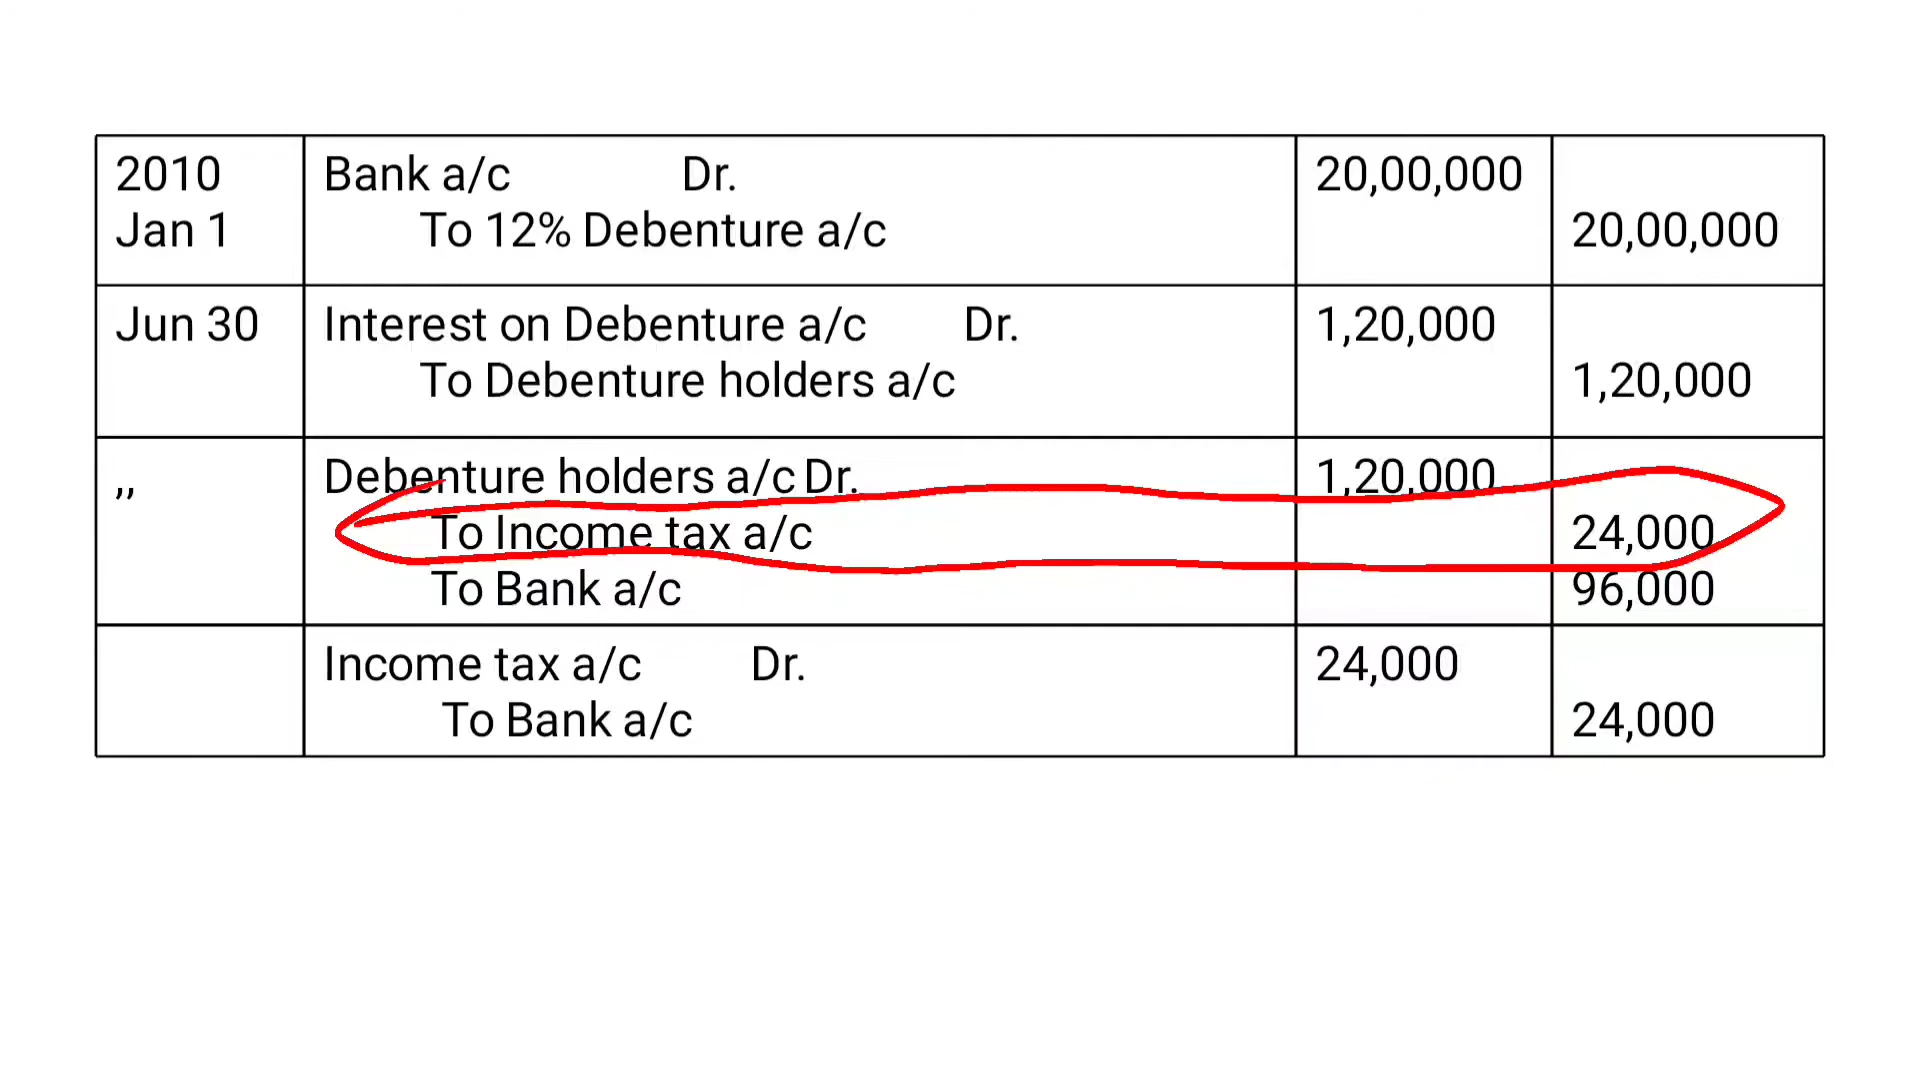 2010 Bank a/c Dr. 20,00,000
Jan 1 To 12% Debenture a/c 20,00,000
Jun 30 Interest on Debenture a/c Dr. 1,20,000
To Debenture holders a/c 1,20,000
,, Debenture holders a/c Dr. 1,20,000
To Income tax a/c 24,000
To Bank a/c 96,000
Income tax a/c Dr. 24,000
To Bank a/c 24,000